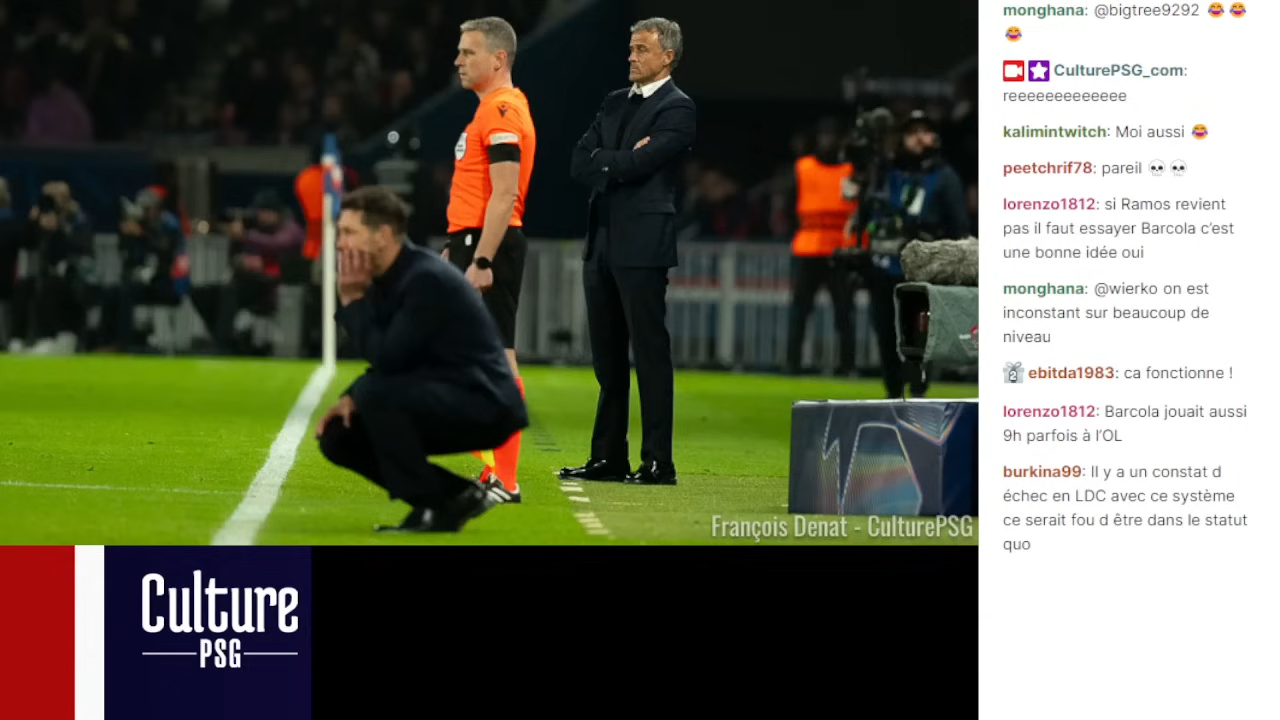 monghana: @bigtree9292 😂 😂
😂
CulturePSG_com:
reeeeeeeeeeeee
kalimintwitch: Moi aussi 😂
peetchrif78: pareil 💀 💀
lorenzo1812: si Ramos revient
pas il faut essayer Barcola c'est
une bonne idée oui
monghana: @wierko on est
inconstant sur beaucoup de
niveau
2 ebitda1983: ca fonctionne !
lorenzo1812: Barcola jouait aussi
9h parfois à l'OL
burkina99: Il y a un constat d
échec en LDC avec ce système
ce serait fou d être dans le statut
quo
François Denat - CulturePSG
Culture
PSG